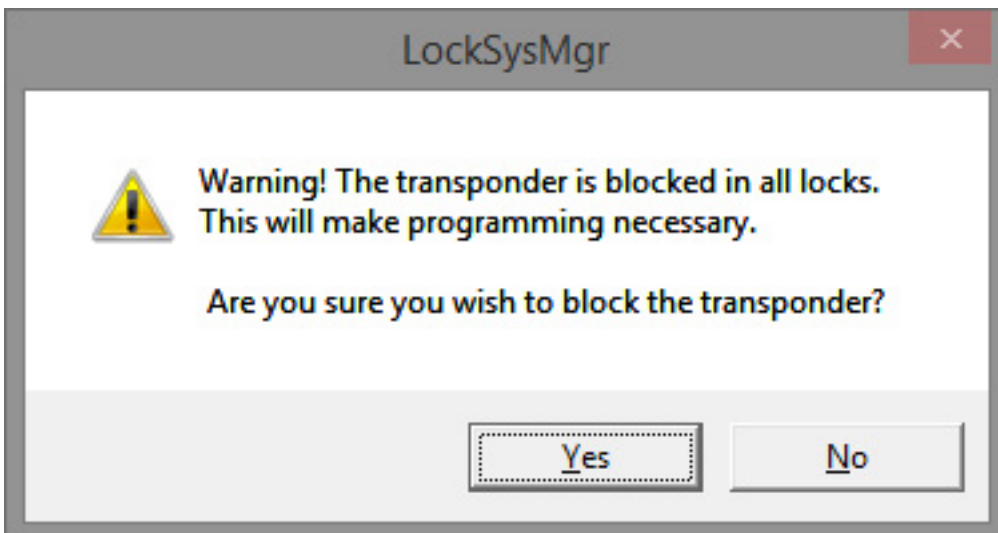 LockSysMgr
Warning! The transponder is blocked in all locks.
This will make programming necessary.
Are you sure you wish to block the transponder?
Yes
No